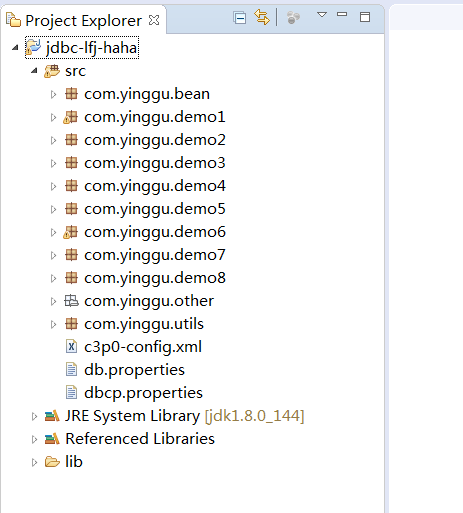 Project Explorer
jdbc-lfj-haha
src
com.yinggu.bean
com.yinggu.demo1
com.yinggu.demo2
com.yinggu.demo3
com.yinggu.demo4
com.yinggu.demo5
com.yinggu.demo6
com.yinggu.demo7
com.yinggu.demo8
com.yinggu.other
com.yinggu.utils
c3p0-config.xml
db.properties
dbcp.properties
JRE System Library [jdk1.8.0_144]
Referenced Libraries
lib